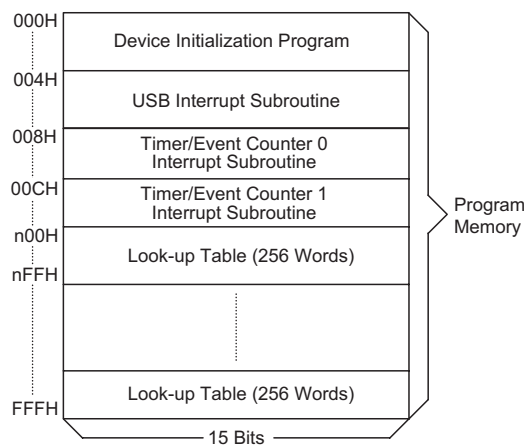 000H
Device Initialization Program
004H
USB Interrupt Subroutine
008H
Timer/Event Counter 0
Interrupt Subroutine
00CH
Timer/Event Counter 1
Interrupt Subroutine
n00H
Look-up Table (256 Words)
nFFH
Program
Memory
Look-up Table (256 Words)
FFFH
15 Bits